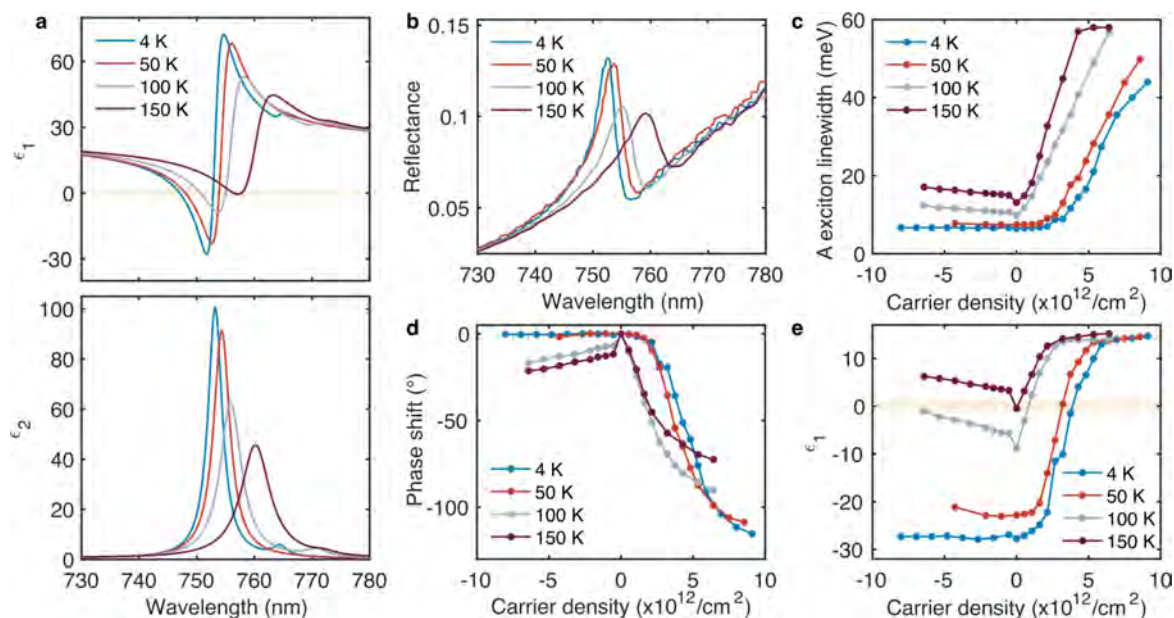 a
ϵ1
90
60
30
0
-30
4 K
50 K
100 K
150 K
ϵ2
100
80
60
40
20
0
730 740 750 760 770 780
Wavelength (nm)
b
Reflectance
0.15
0.10
0.05
4 K
50 K
100 K
150 K
730 740 750 760 770 780
Wavelength (nm)
c
A exciton linewidth (meV)
60
40
20
0
4 K
50 K
100 K
150 K
-10 -5 0 5 10
Carrier density (x10^12/cm^2)
d
Phase shift (°)
0
-50
-100
4 K
50 K
100 K
150 K
-10 -5 0 5 10
Carrier density (x10^12/cm^2)
e
ϵ1
10
0
-10
-20
-30
4 K
50 K
100 K
150 K
-10 -5 0 5 10
Carrier density (x10^12/cm^2)